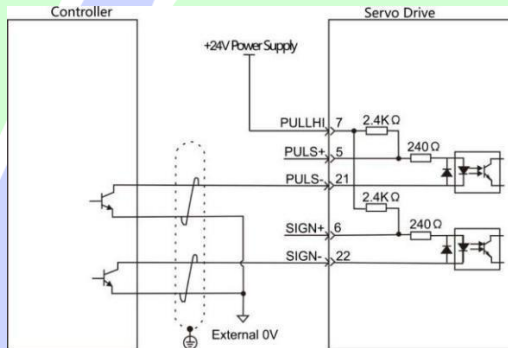 Controller
Servo Drive
+24V Power Supply
PULLHI 7
2.4KΩ
PULS+ 5
240Ω
PULS- 21
2.4KΩ
SIGN+ 6
240Ω
SIGN- 22
External 0V